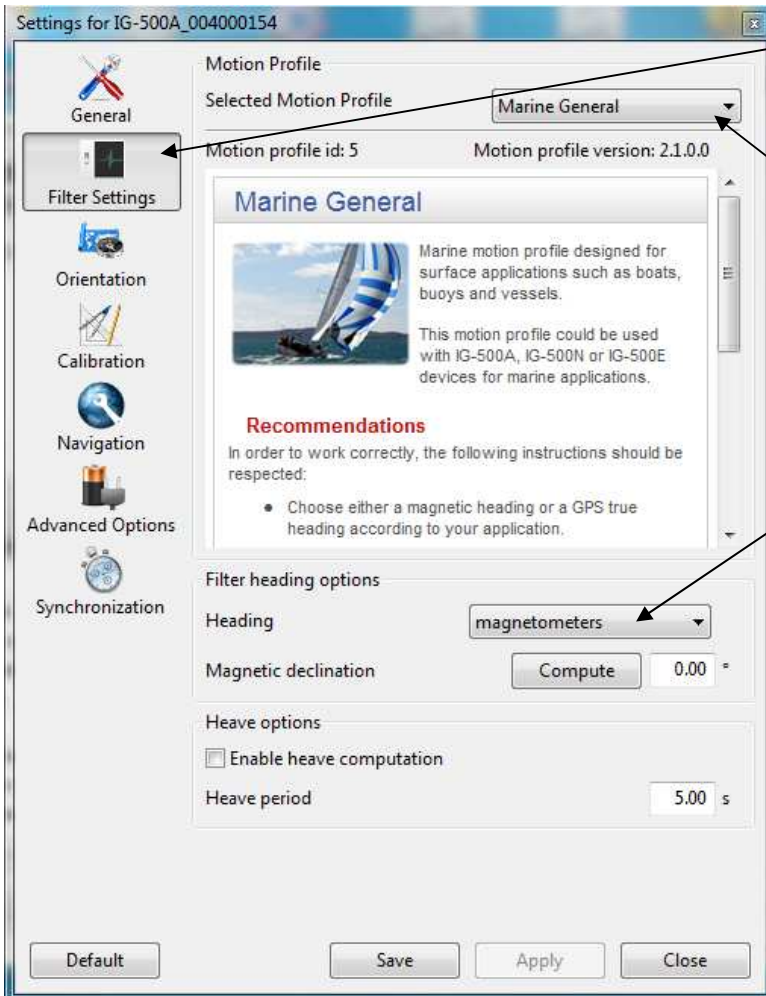 Settings for IG-500A_004000154
General
Filter Settings
Orientation
Calibration
Navigation
Advanced Options
Synchronization
Motion Profile
Selected Motion Profile
Marine General
Motion profile id: 5
Motion profile version: 2.1.0.0
Marine General
Marine motion profile designed for
surface applications such as boats,
buoys and vessels.
This motion profile could be used
with IG-500A, IG-500N or IG-500E
devices for marine applications.
Recommendations
In order to work correctly, the following instructions should be
respected:
• Choose either a magnetic heading or a GPS true
heading according to your application.
Filter heading options
Heading
magnetometers
Magnetic declination
Compute
0.00 °
Heave options
Enable heave computation
Heave period
5.00 s
Default
Save
Apply
Close